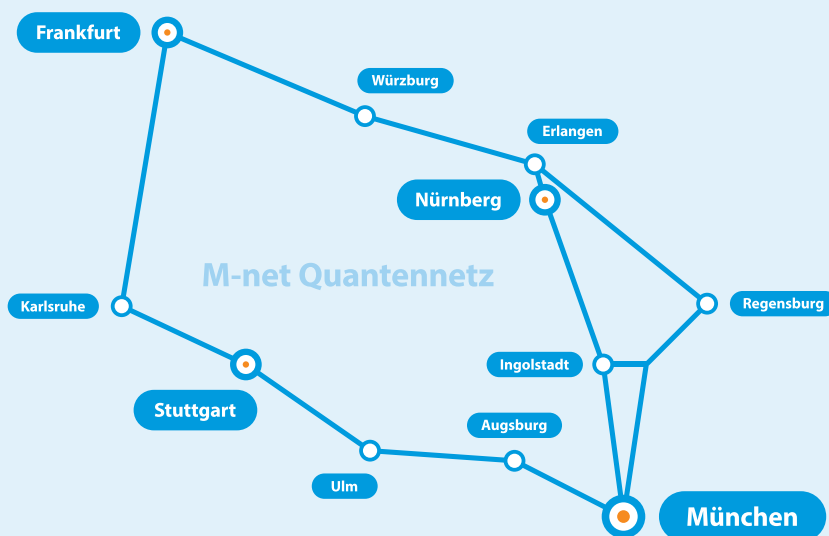 Frankfurt
Würzburg
Erlangen
Nürnberg
M-net Quantennetz
Karlsruhe
Regensburg
Ingolstadt
Stuttgart
Augsburg
Ulm
München